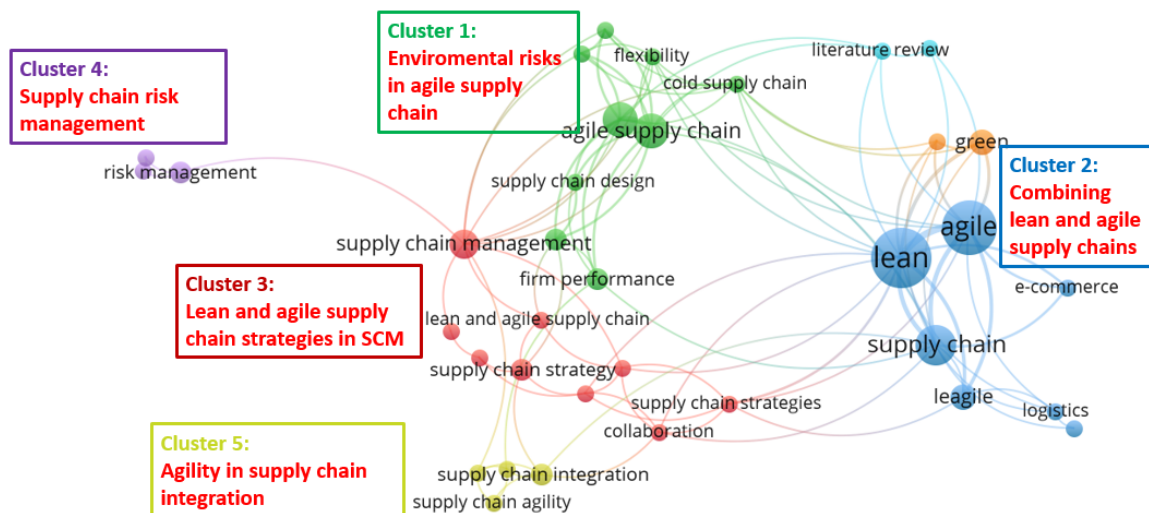 Cluster 1:
Enviromental risks
in agile supply
chain
Cluster 4:
Supply chain risk
management
flexibility
literature review
cold supply chain
agile supply chain
green
risk management
supply chain design
Cluster 2:
Combining
lean and agile
supply chains
agile
supply chain management
lean
firm performance
e-commerce
Cluster 3:
Lean and agile supply
chain strategies in SCM
lean and agile supply chain
supply chain
supply chain strategy
leagile
supply chain strategies
logistics
collaboration
Cluster 5:
Agility in supply chain
integration
supply chain integration
supply chain agility